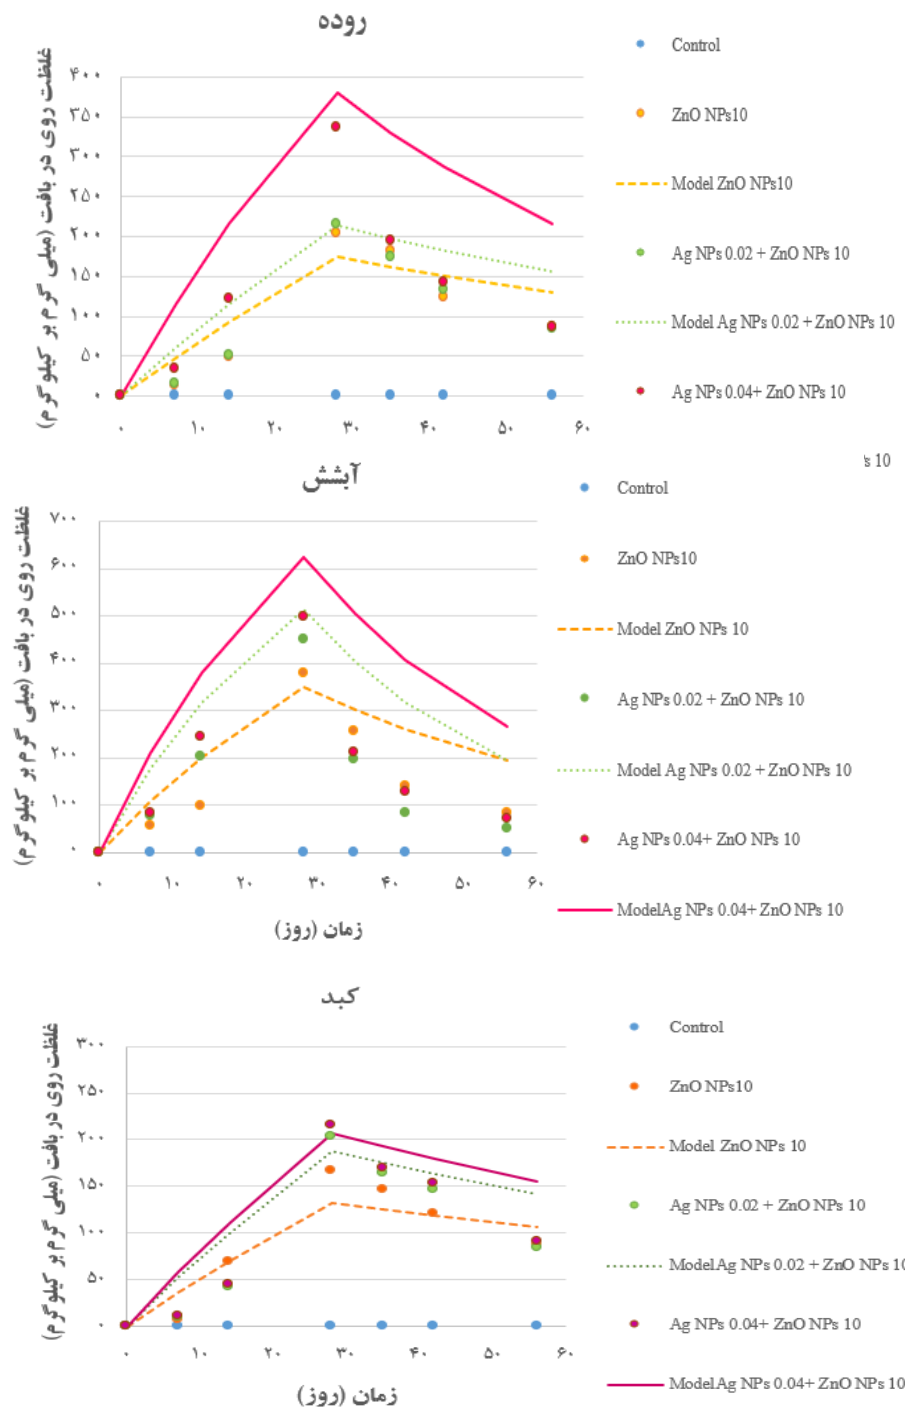 روده
غلظت روی در بافت (میلی گرم بر کیلوگرم)
۴۰۰
۳۵۰
۳۰۰
۲۵۰
۲۰۰
۱۵۰
۱۰۰
۵۰
۰
۰ ۱۰ ۲۰ ۳۰ ۴۰ ۵۰ ۶۰
Control
ZnO NPs10
Model ZnO NPs10
Ag NPs 0.02 + ZnO NPs 10
Model Ag NPs 0.02 + ZnO NPs 10
Ag NPs 0.04+ ZnO NPs 10
s 10
آبشش
غلظت روی در بافت (میلی گرم بر کیلوگرم)
۷۰۰
۶۰۰
۵۰۰
۴۰۰
۳۰۰
۲۰۰
۱۰۰
۰
۰ ۱۰ ۲۰ ۳۰ ۴۰ ۵۰ ۶۰
زمان (روز)
Control
ZnO NPs10
Model ZnO NPs 10
Ag NPs 0.02 + ZnO NPs 10
Model Ag NPs 0.02 + ZnO NPs 10
Ag NPs 0.04+ ZnO NPs 10
ModelAg NPs 0.04+ ZnO NPs 10
کبد
غلظت روی در بافت (میلی گرم بر کیلوگرم)
۳۰۰
۲۵۰
۲۰۰
۱۵۰
۱۰۰
۵۰
۰
۰ ۱۰ ۲۰ ۳۰ ۴۰ ۵۰ ۶۰
زمان (روز)
Control
ZnO NPs10
Model ZnO NPs 10
Ag NPs 0.02 + ZnO NPs 10
ModelAg NPs 0.02 + ZnO NPs 10
Ag NPs 0.04+ ZnO NPs 10
ModelAg NPs 0.04+ ZnO NPs 10